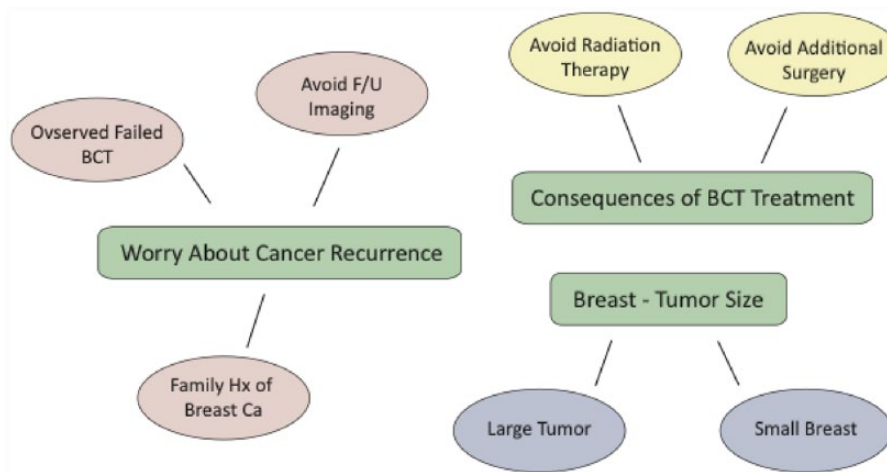 Avoid Radiation
Therapy
Avoid Additional
Surgery
Avoid F/U
Imaging
Ovserved Failed
BCT
Consequences of BCT Treatment
Worry About Cancer Recurrence
Breast - Tumor Size
Family Hx of
Breast Ca
Large Tumor
Small Breast